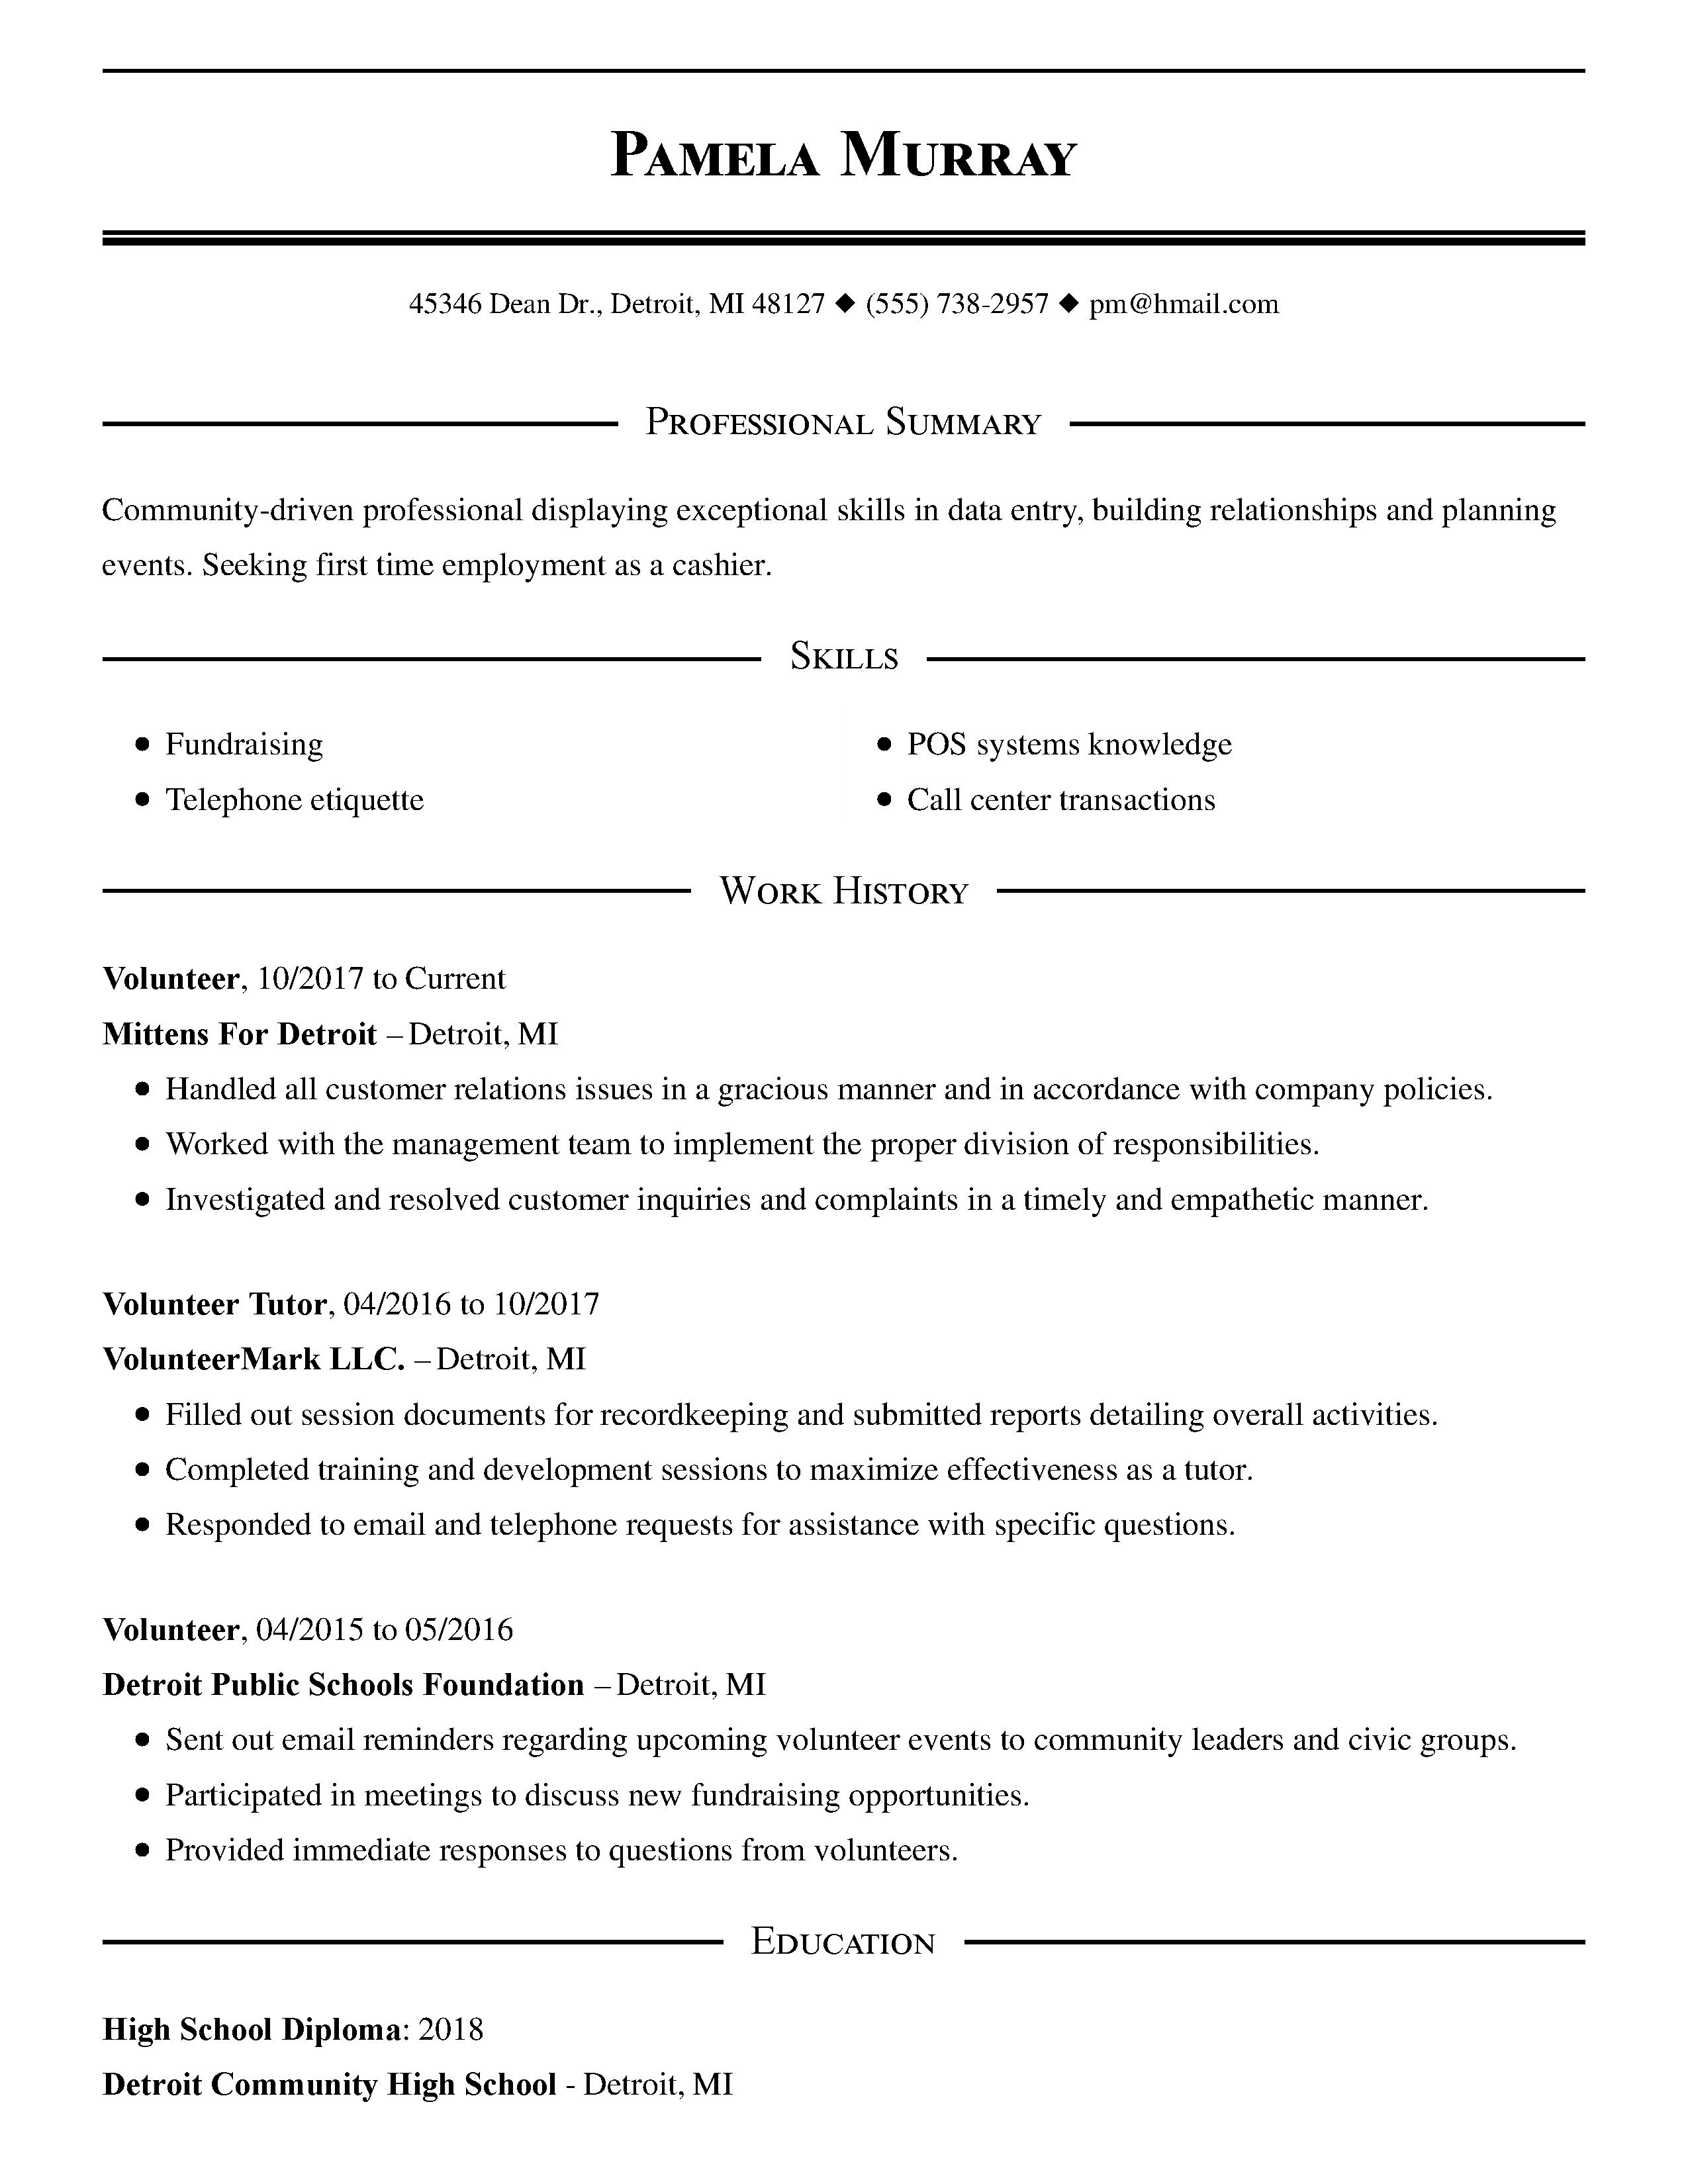 Pamela Murray
45346 Dean Dr., Detroit, MI 48127 ◆ (555) 738-2957 ◆ pm@hmail.com
Professional Summary
Community-driven professional displaying exceptional skills in data entry, building relationships and planning
events. Seeking first time employment as a cashier.
Skills
• Fundraising
• Telephone etiquette
• POS systems knowledge
• Call center transactions
Work History
Volunteer, 10/2017 to Current
Mittens For Detroit – Detroit, MI
• Handled all customer relations issues in a gracious manner and in accordance with company policies.
• Worked with the management team to implement the proper division of responsibilities.
• Investigated and resolved customer inquiries and complaints in a timely and empathetic manner.
Volunteer Tutor, 04/2016 to 10/2017
VolunteerMark LLC. – Detroit, MI
• Filled out session documents for recordkeeping and submitted reports detailing overall activities.
• Completed training and development sessions to maximize effectiveness as a tutor.
• Responded to email and telephone requests for assistance with specific questions.
Volunteer, 04/2015 to 05/2016
Detroit Public Schools Foundation – Detroit, MI
• Sent out email reminders regarding upcoming volunteer events to community leaders and civic groups.
• Participated in meetings to discuss new fundraising opportunities.
• Provided immediate responses to questions from volunteers.
Education
High School Diploma: 2018
Detroit Community High School - Detroit, MI